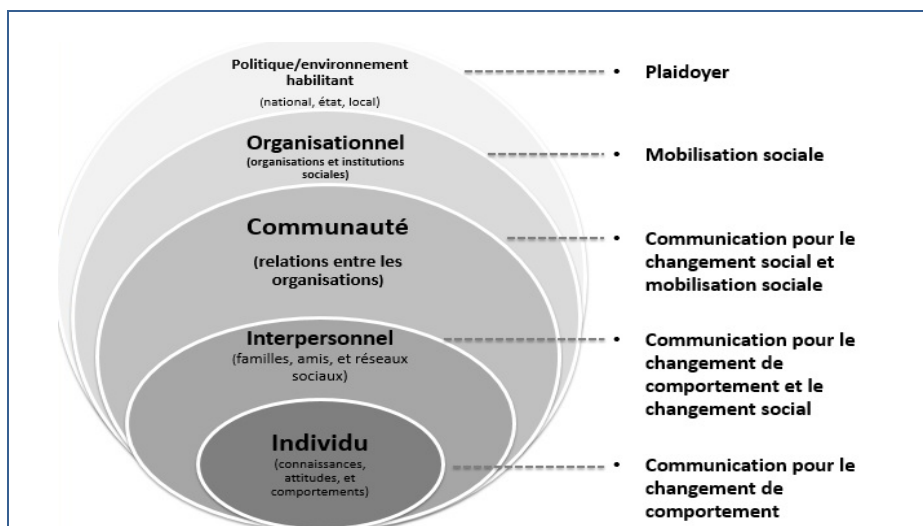 Politique/environnement
habilitant
(national, état, local)
Organisationnel
(organisations et institutions
sociales)
Communauté
(relations entre les
organisations)
Interpersonnel
(familles, amis, et réseaux
sociaux)
Individu
(connaissances,
attitudes, et
comportements)
• Plaidoyer
• Mobilisation sociale
• Communication pour le
changement social et
mobilisation sociale
• Communication pour le
changement de
comportement et le
changement social
• Communication pour le
changement de
comportement